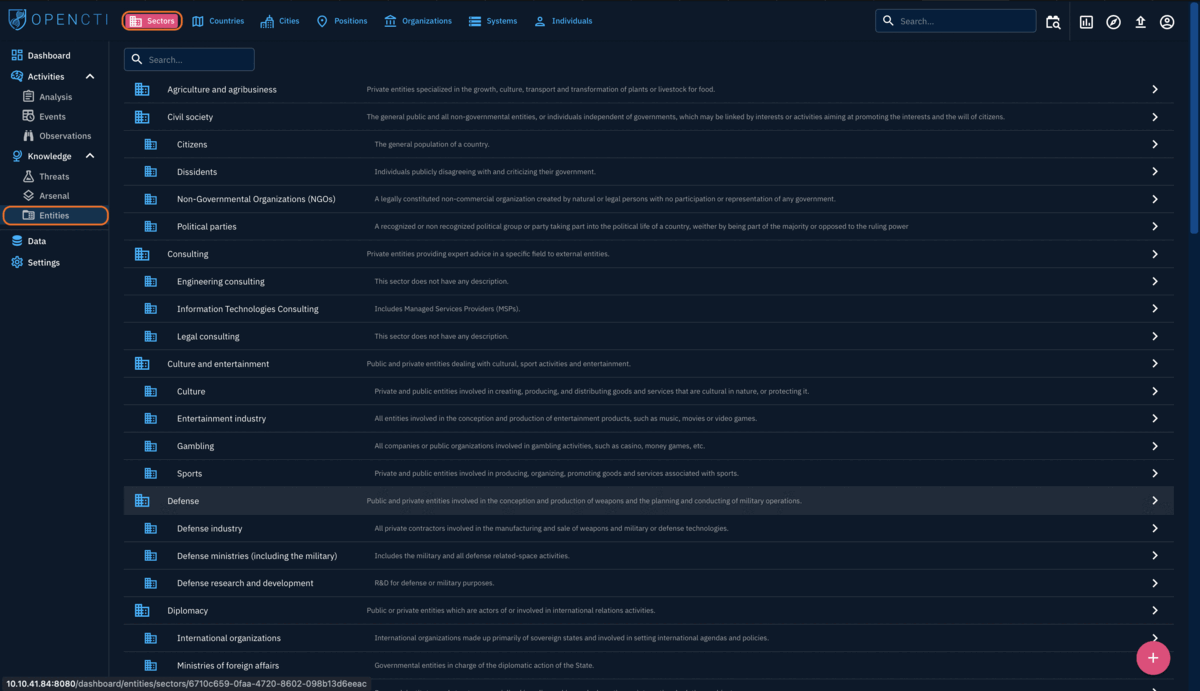 OPENCTI
Sectors
Countries
Cities
Positions
Organizations
Systems
Individuals
Search...
Dashboard
Activities
Analysis
Events
Observations
Knowledge
Threats
Arsenal
Entities
Data
Settings
Search...
Agriculture and agribusiness Private entities specialized in the growth, culture, transport and transformation of plants or livestock for food.
Civil society The general public and all non-governmental entities, or individuals independent of governments, which may be linked by interests or activities aiming at promoting the interests and the will of citizens.
Citizens The general population of a country.
Dissidents Individuals publicly disagreeing with and criticizing their government.
Non-Governmental Organizations (NGOs) A legally constituted non-commercial organization created by natural or legal persons with no participation or representation of any government.
Political parties A recognized or non recognized political group or party taking part into the political life of a country, weither by being part of the majority or opposed to the ruling power
Consulting Private entities providing expert advice in a specific field to external entities.
Engineering consulting This sector does not have any description.
Information Technologies Consulting Includes Managed Services Providers (MSPs).
Legal consulting This sector does not have any description.
Culture and entertainment Public and private entities dealing with cultural, sport activities and entertainment.
Culture Private and public entities involved in creating, producing, and distributing goods and services that are cultural in nature, or protecting it.
Entertainment industry All entities involved in the conception and production of entertainment products, such as music, movies or video games.
Gambling All companies or public organizations involved in gambling activities, such as casino, money games, etc.
Sports Private and public entities involved in producing, organizing, promoting goods and services associated with sports.
Defense Public and private entities involved in the conception and production of weapons and the planning and conducting of military operations.
Defense industry All private contractors involved in the manufacturing and sale of weapons and military or defense technologies.
Defense ministries (including the military) Includes the military and all defense related-space activities.
Defense research and development R&D for defense or military purposes.
Diplomacy Public or private entities which are actors of or involved in international relations activities.
International organizations International organizations made up primarily of sovereign states and involved in setting international agendas and policies.
Ministries of foreign affairs Governmental entities in charge of the diplomatic action of the State.
10.10.41.84:8080/dashboard/entities/sectors/6710c659-0faa-4720-8602-098b13d6eeac